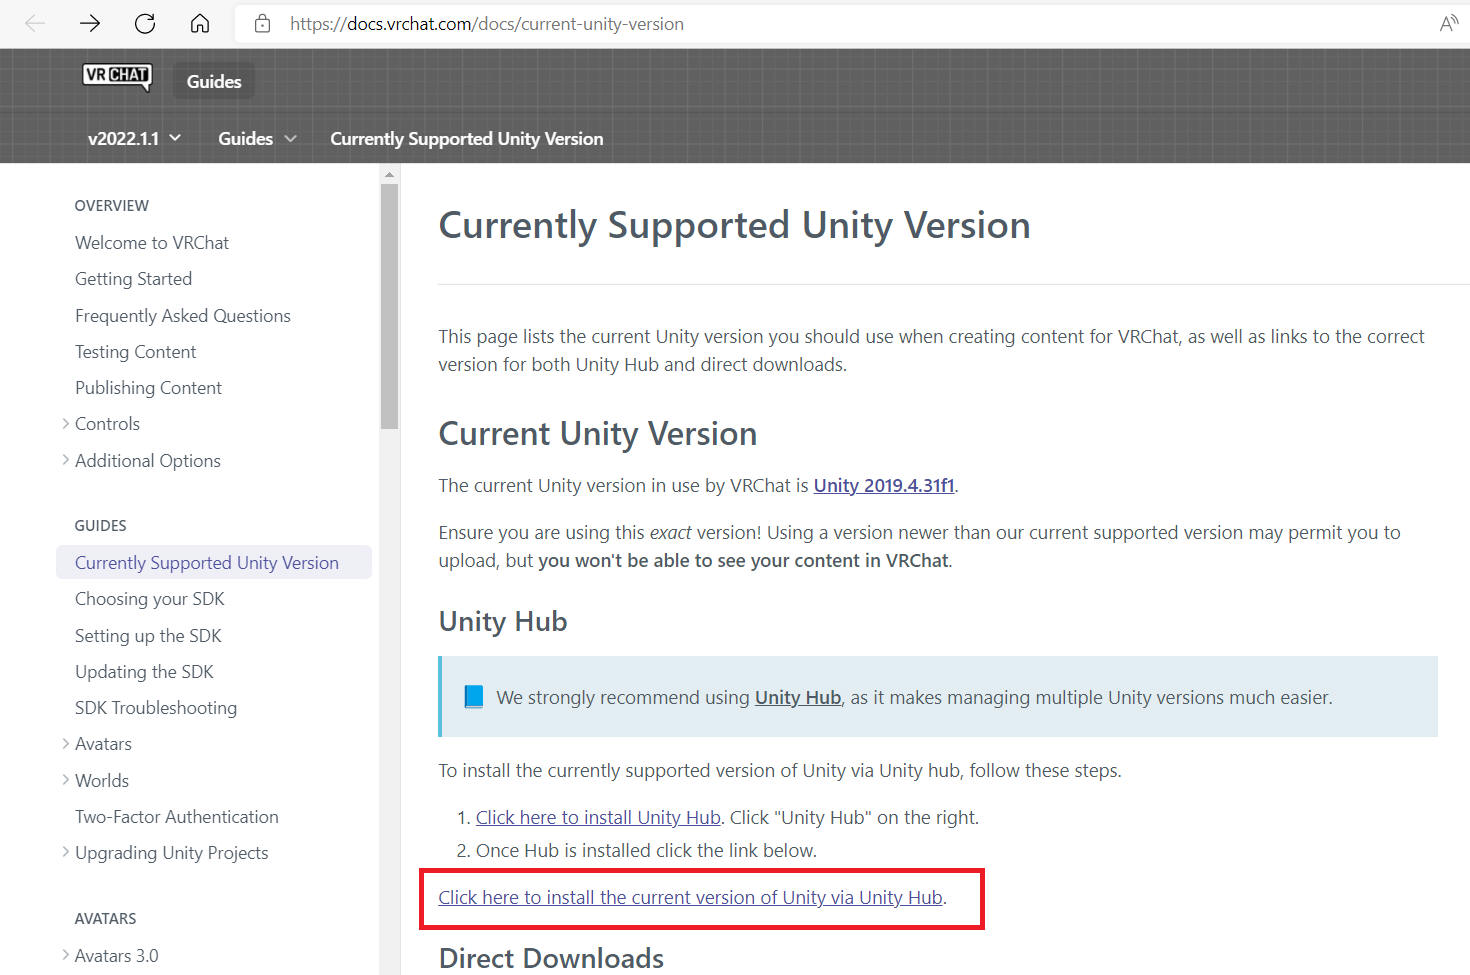 https://docs.vrchat.com/docs/current-unity-version
A
VRCHAT
Guides
v2022.1.1
Guides
Currently Supported Unity Version
OVERVIEW
Welcome to VRChat
Getting Started
Frequently Asked Questions
Testing Content
Publishing Content
Controls
Additional Options
GUIDES
Currently Supported Unity Version
Choosing your SDK
Setting up the SDK
Updating the SDK
SDK Troubleshooting
Avatars
Worlds
Two-Factor Authentication
Upgrading Unity Projects
AVATARS
Avatars 3.0
Currently Supported Unity Version
This page lists the current Unity version you should use when creating content for VRChat, as well as links to the correct
version for both Unity Hub and direct downloads.
Current Unity Version
The current Unity version in use by VRChat is Unity 2019.4.31f1.
Ensure you are using this exact version! Using a version newer than our current supported version may permit you to
upload, but you won't be able to see your content in VRChat.
Unity Hub
We strongly recommend using Unity Hub, as it makes managing multiple Unity versions much easier.
To install the currently supported version of Unity via Unity hub, follow these steps.
1. Click here to install Unity Hub. Click "Unity Hub" on the right.
2. Once Hub is installed click the link below.
Click here to install the current version of Unity via Unity Hub.
Direct Downloads